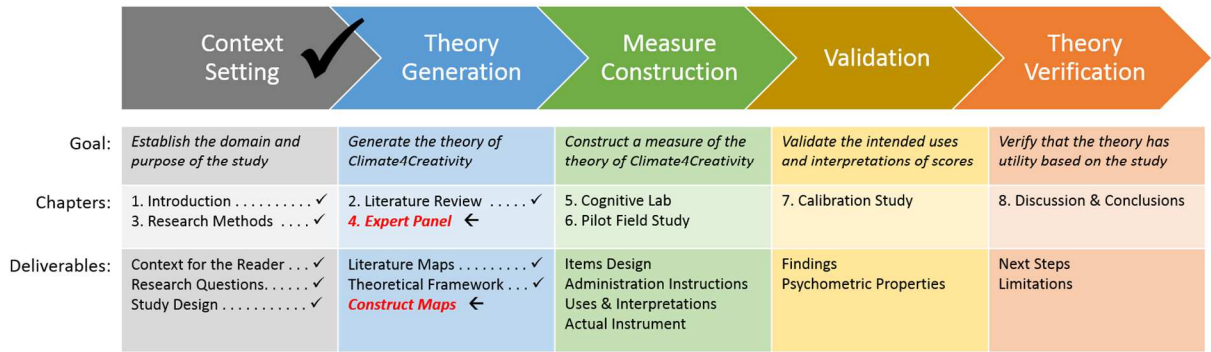 Context
Setting
Theory
Generation
Measure
Construction
Validation
Theory
Verification
Goal:
Establish the domain and
purpose of the study
Generate the theory of
Climate4Creativity
Construct a measure of the
theory of Climate4Creativity
Validate the intended uses
and interpretations of scores
Verify that the theory has
utility based on the study
Chapters:
1. Introduction . . . . . . . . . . ✓
3. Research Methods . . . . ✓
2. Literature Review . . . . . ✓
4. Expert Panel ←
5. Cognitive Lab
6. Pilot Field Study
7. Calibration Study
8. Discussion & Conclusions
Deliverables:
Context for the Reader . . . ✓
Research Questions. . . . . . ✓
Study Design . . . . . . . . . . . ✓
Literature Maps . . . . . . . . . ✓
Theoretical Framework . . . ✓
Construct Maps ←
Items Design
Administration Instructions
Uses & Interpretations
Actual Instrument
Findings
Psychometric Properties
Next Steps
Limitations